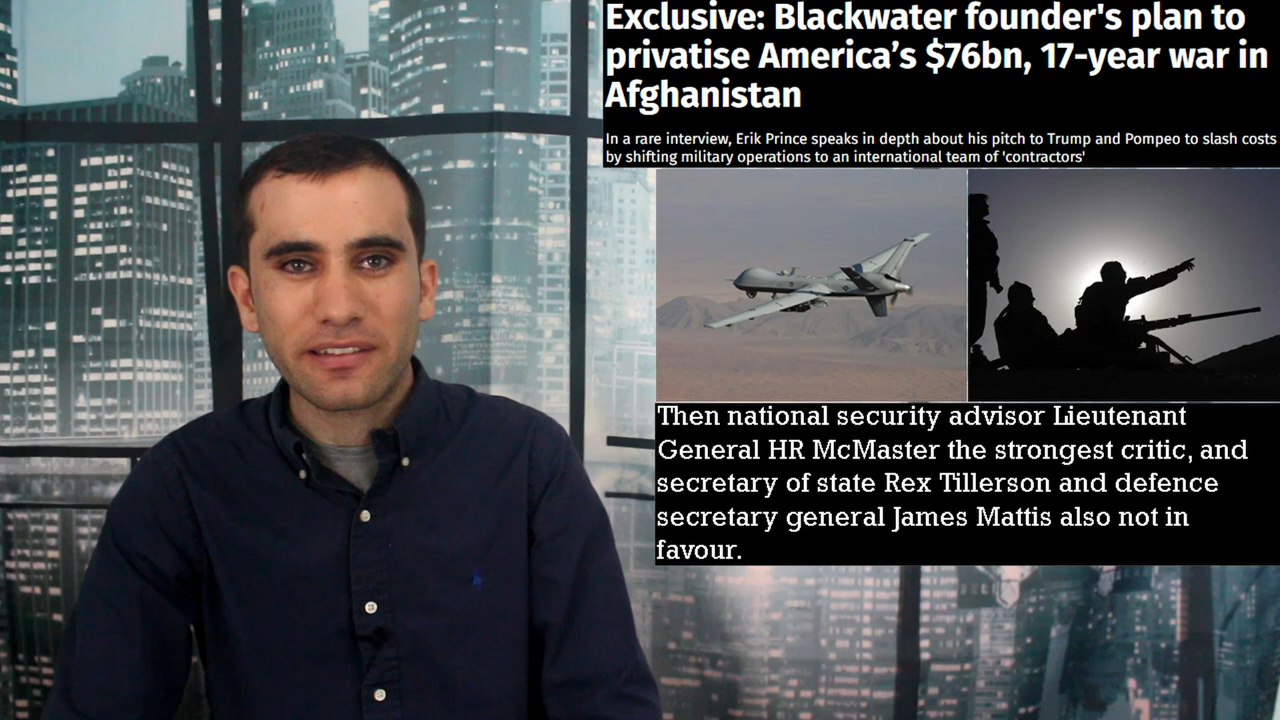 Exclusive: Blackwater founder's plan to
privatise America's $76bn, 17-year war in
Afghanistan
In a rare interview, Erik Prince speaks in depth about his pitch to Trump and Pompeo to slash costs
by shifting military operations to an international team of 'contractors'
Then national security advisor Lieutenant
General HR McMaster the strongest critic, and
secretary of state Rex Tillerson and defence
secretary general James Mattis also not in
favour.